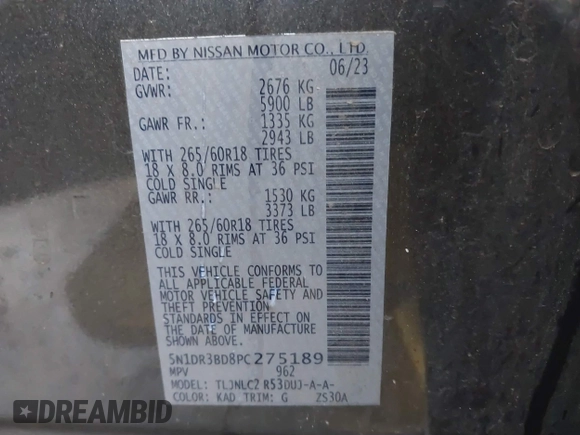 MFD BY NISSAN MOTOR CO., LTD.
DATE: 06/23
GVWR: 2676 KG
5900 LB
GAWR FR.: 1335 KG
2943 LB
WITH 265/60R18 TIRES
18 X 8.0 RIMS AT 36 PSI
COLD SINGLE
GAWR RR.: 1530 KG
3373 LB
WITH 265/60R18 TIRES
18 X 8.0 RIMS AT 36 PSI
COLD SINGLE
THIS VEHICLE CONFORMS TO
ALL APPLICABLE FEDERAL
MOTOR VEHICLE SAFETY AND
THEFT PREVENTION
STANDARDS IN EFFECT ON
DATE OF MFR. SHOWN ABOVE.
5N1DR3BD8PC275189
MPV 962
MODEL: TLJNLC2 R53DUJ-A-A-
COLOR: KAD TRIM: G ZS30A
BIDHISTORY